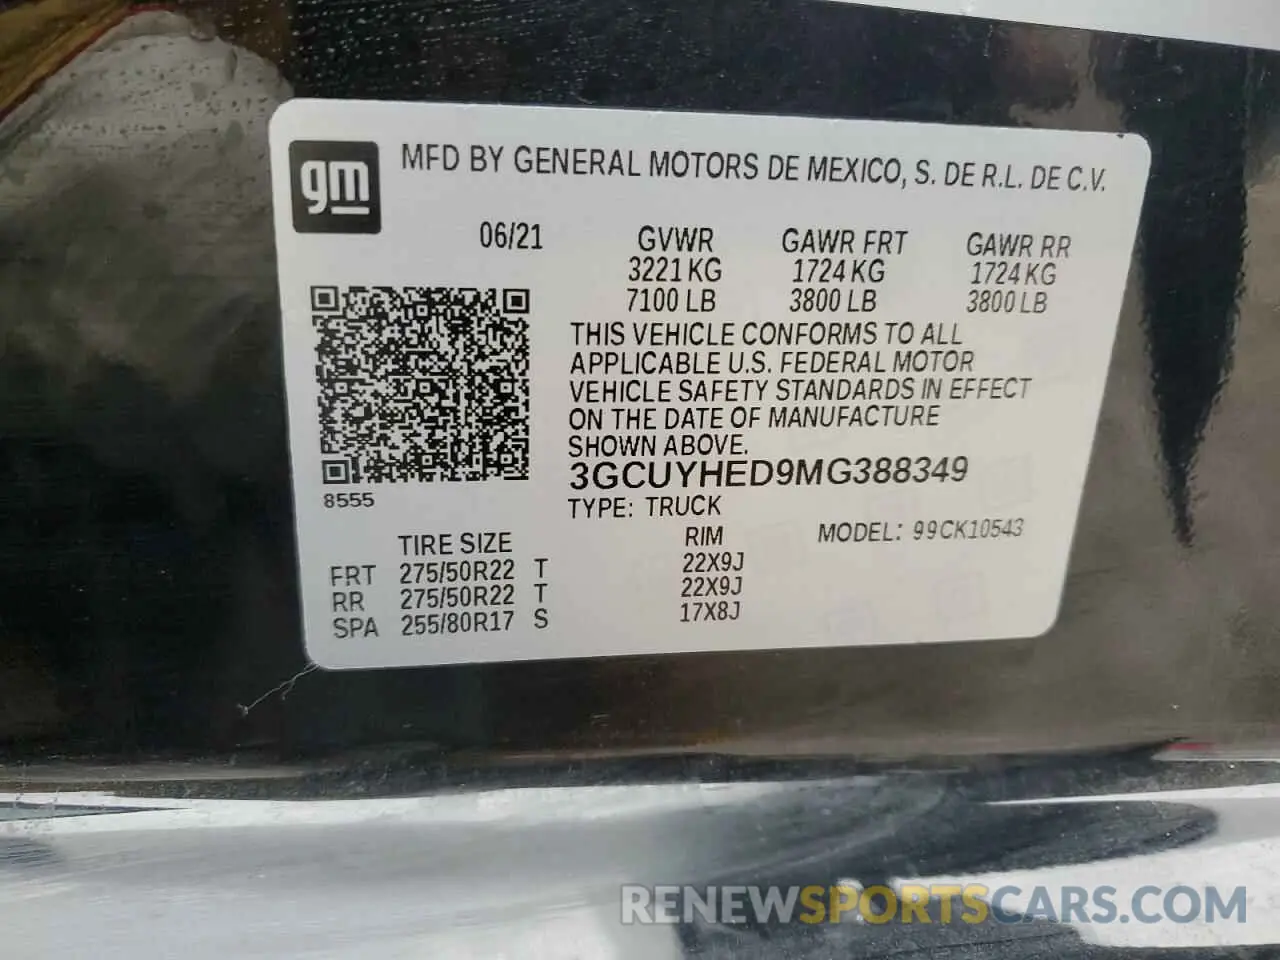 gm
MFD BY GENERAL MOTORS DE MEXICO, S. DE R.L. DE C.V.
06/21 GVWR GAWR FRT GAWR RR
3221 KG 1724 KG 1724 KG
7100 LB 3800 LB 3800 LB
THIS VEHICLE CONFORMS TO ALL
APPLICABLE U.S. FEDERAL MOTOR
VEHICLE SAFETY STANDARDS IN EFFECT
ON THE DATE OF MANUFACTURE
SHOWN ABOVE.
3GCUYHED9MG388349
8555
TYPE: TRUCK
TIRE SIZE RIM MODEL: 99CK10543
FRT 275/50R22 T 22X9J
RR 275/50R22 T 22X9J
SPA 255/80R17 S 17X8J
RENEWSPORTSCARS.COM